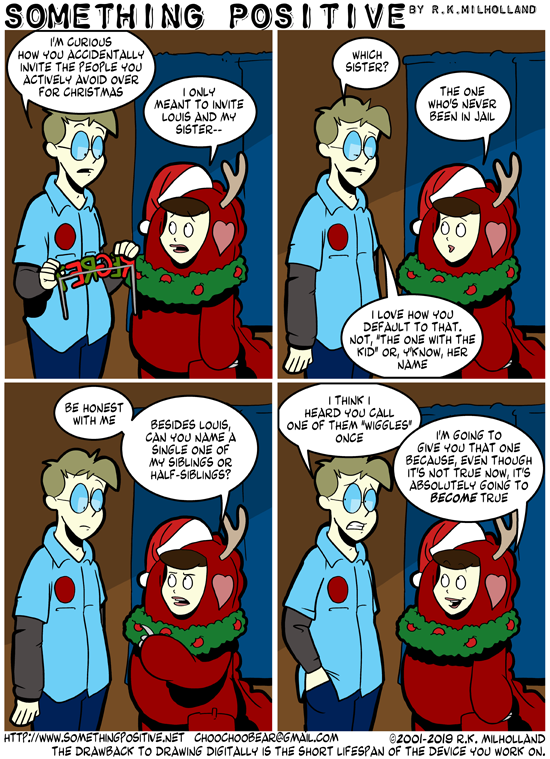 SOMETHING POSITIVE BY R.K.MILHOLLAND
I'M CURIOUS
HOW YOU ACCIDENTALLY
INVITE THE PEOPLE YOU
ACTIVELY AVOID OVER
FOR CHRISTMAS
I ONLY
MEANT TO INVITE
LOUIS AND MY
SISTER--
WHICH
SISTER?
THE ONE
WHO'S NEVER
BEEN IN JAIL
I LOVE HOW YOU
DEFAULT TO THAT.
NOT, "THE ONE WITH THE
KID" OR, Y'KNOW, HER
NAME
BE HONEST
WITH ME
BESIDES LOUIS,
CAN YOU NAME A
SINGLE ONE OF
MY SIBLINGS OR
HALF-SIBLINGS?
I THINK I
HEARD YOU CALL
ONE OF THEM "WIGGLES"
ONCE
I'M GOING TO
GIVE YOU THAT ONE
BECAUSE, EVEN THOUGH
IT'S NOT TRUE NOW, IT'S
ABSOLUTELY GOING TO
BECOME TRUE
HTTP://WWW.SOMETHINGPOSITIVE.NET CHOOCHOOBEAR@GMAIL.COM ©2001-2019 R.K. MILHOLLAND
THE DRAWBACK TO DRAWING DIGITALLY IS THE SHORT LIFESPAN OF THE DEVICE YOU WORK ON.